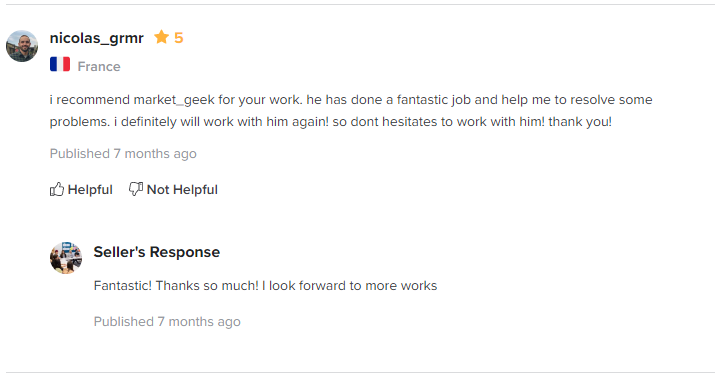 nicolas_grmr 5
France
i recommend market_geek for your work. he has done a fantastic job and help me to resolve some
problems. i definitely will work with him again! so dont hesitates to work with him! thank you!
Published 7 months ago
Helpful Not Helpful
Seller's Response
Fantastic! Thanks so much! I look forward to more works
Published 7 months ago